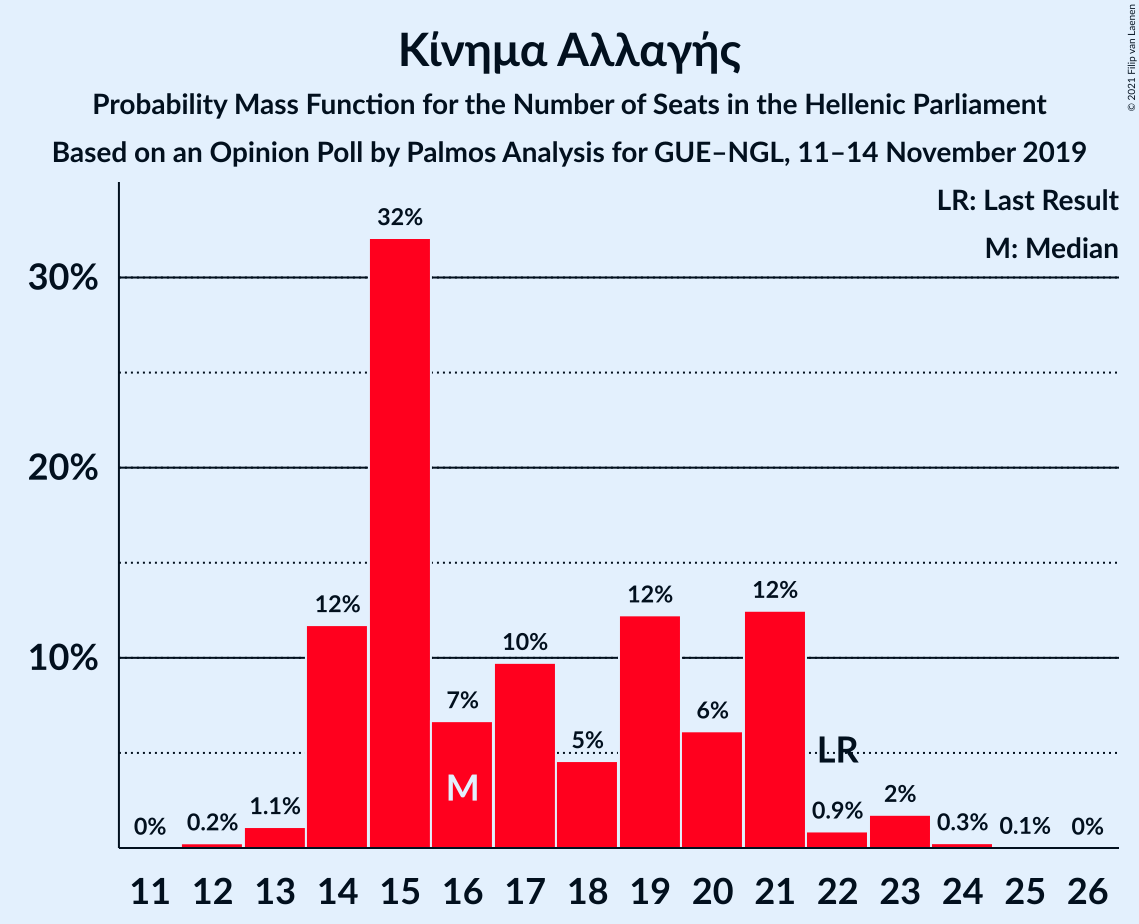 Κίνημα Αλλαγής
Probability Mass Function for the Number of Seats in the Hellenic Parliament
Based on an Opinion Poll by Palmos Analysis for GUE–NGL, 11–14 November 2019
© 2021 Filip van Laenen
LR: Last Result
M: Median
30%
20%
10%
0% 0.2% 1.1% 12% 32% 7% 10% 5% 12% 6% 12% 0.9% 2% 0.3% 0.1% 0%
M
LR
11 12 13 14 15 16 17 18 19 20 21 22 23 24 25 26